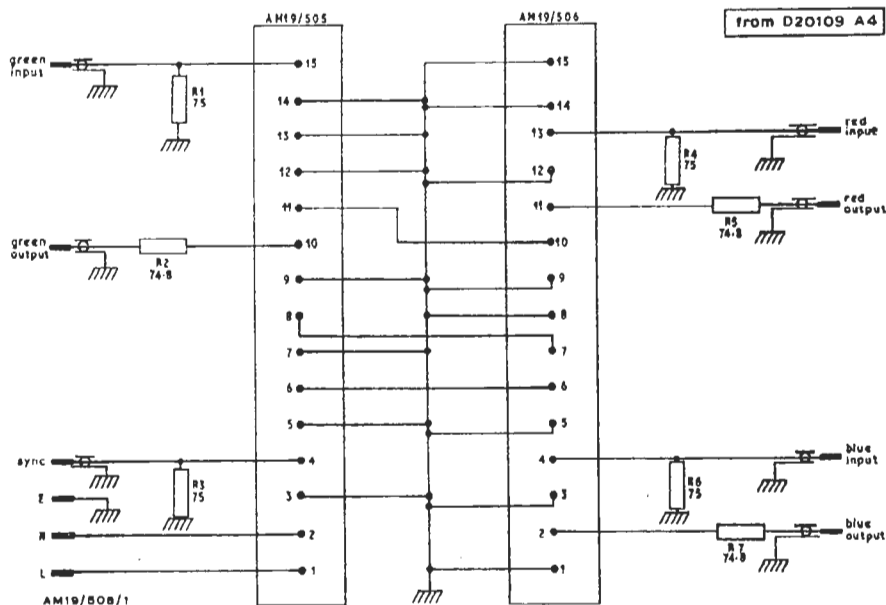 AM19/505
AM19/506
from D20109 A4
green
input
R1
75
15
14
13
12
11
10
9
8
7
6
5
4
3
2
1
green
output
R2
74·8
sync
R3
75
E
N
L
15
14
13
12
11
10
9
8
7
6
5
4
3
2
1
red
input
R4
75
red
output
R5
74·8
blue
input
R6
75
blue
output
R7
74·8
AM19/508/1